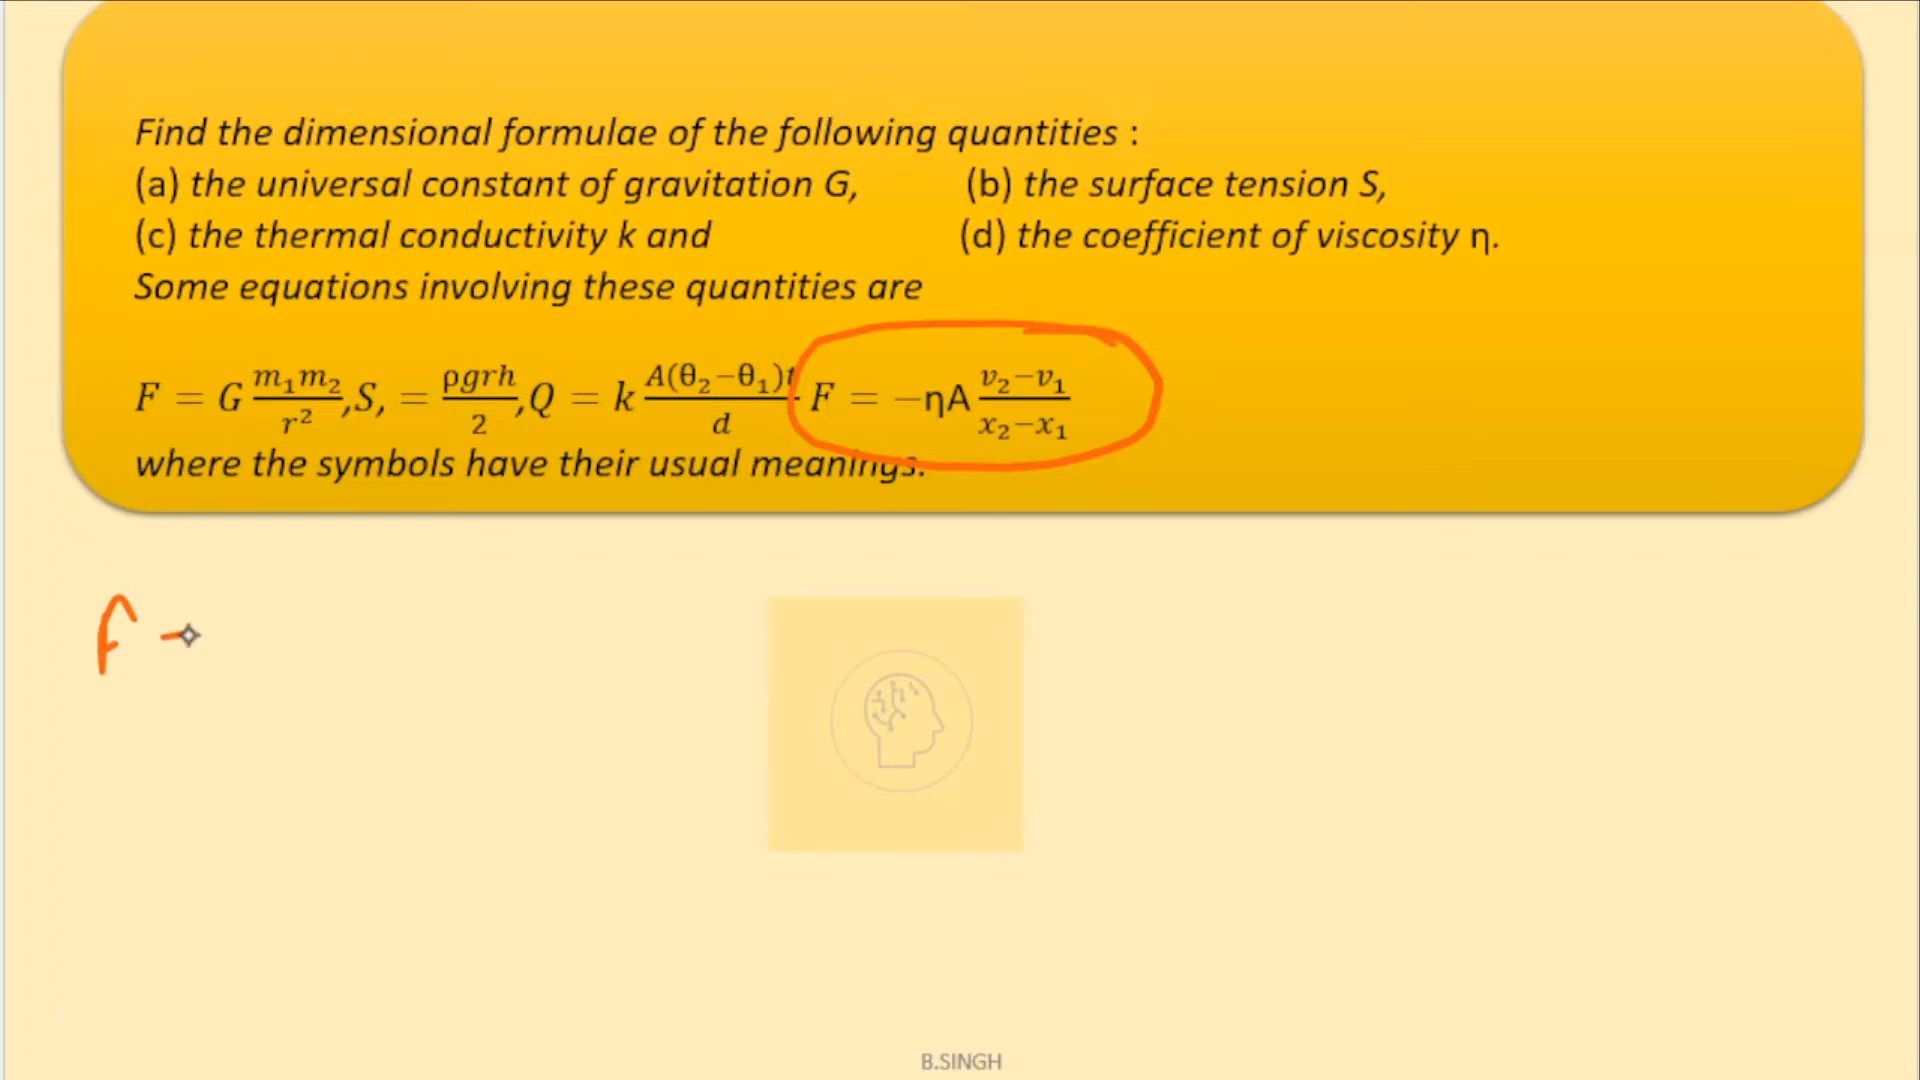 Find the dimensional formulae of the following quantities :
(a) the universal constant of gravitation G, (b) the surface tension S,
(c) the thermal conductivity k and (d) the coefficient of viscosity η.
Some equations involving these quantities are
F = G m₁m₂/r² ,S, = ρgrh/2 ,Q = k A(θ₂−θ₁)t/d F = −ηA v₂−v₁/x₂−x₁
where the symbols have their usual meanings.
F -
B.SINGH